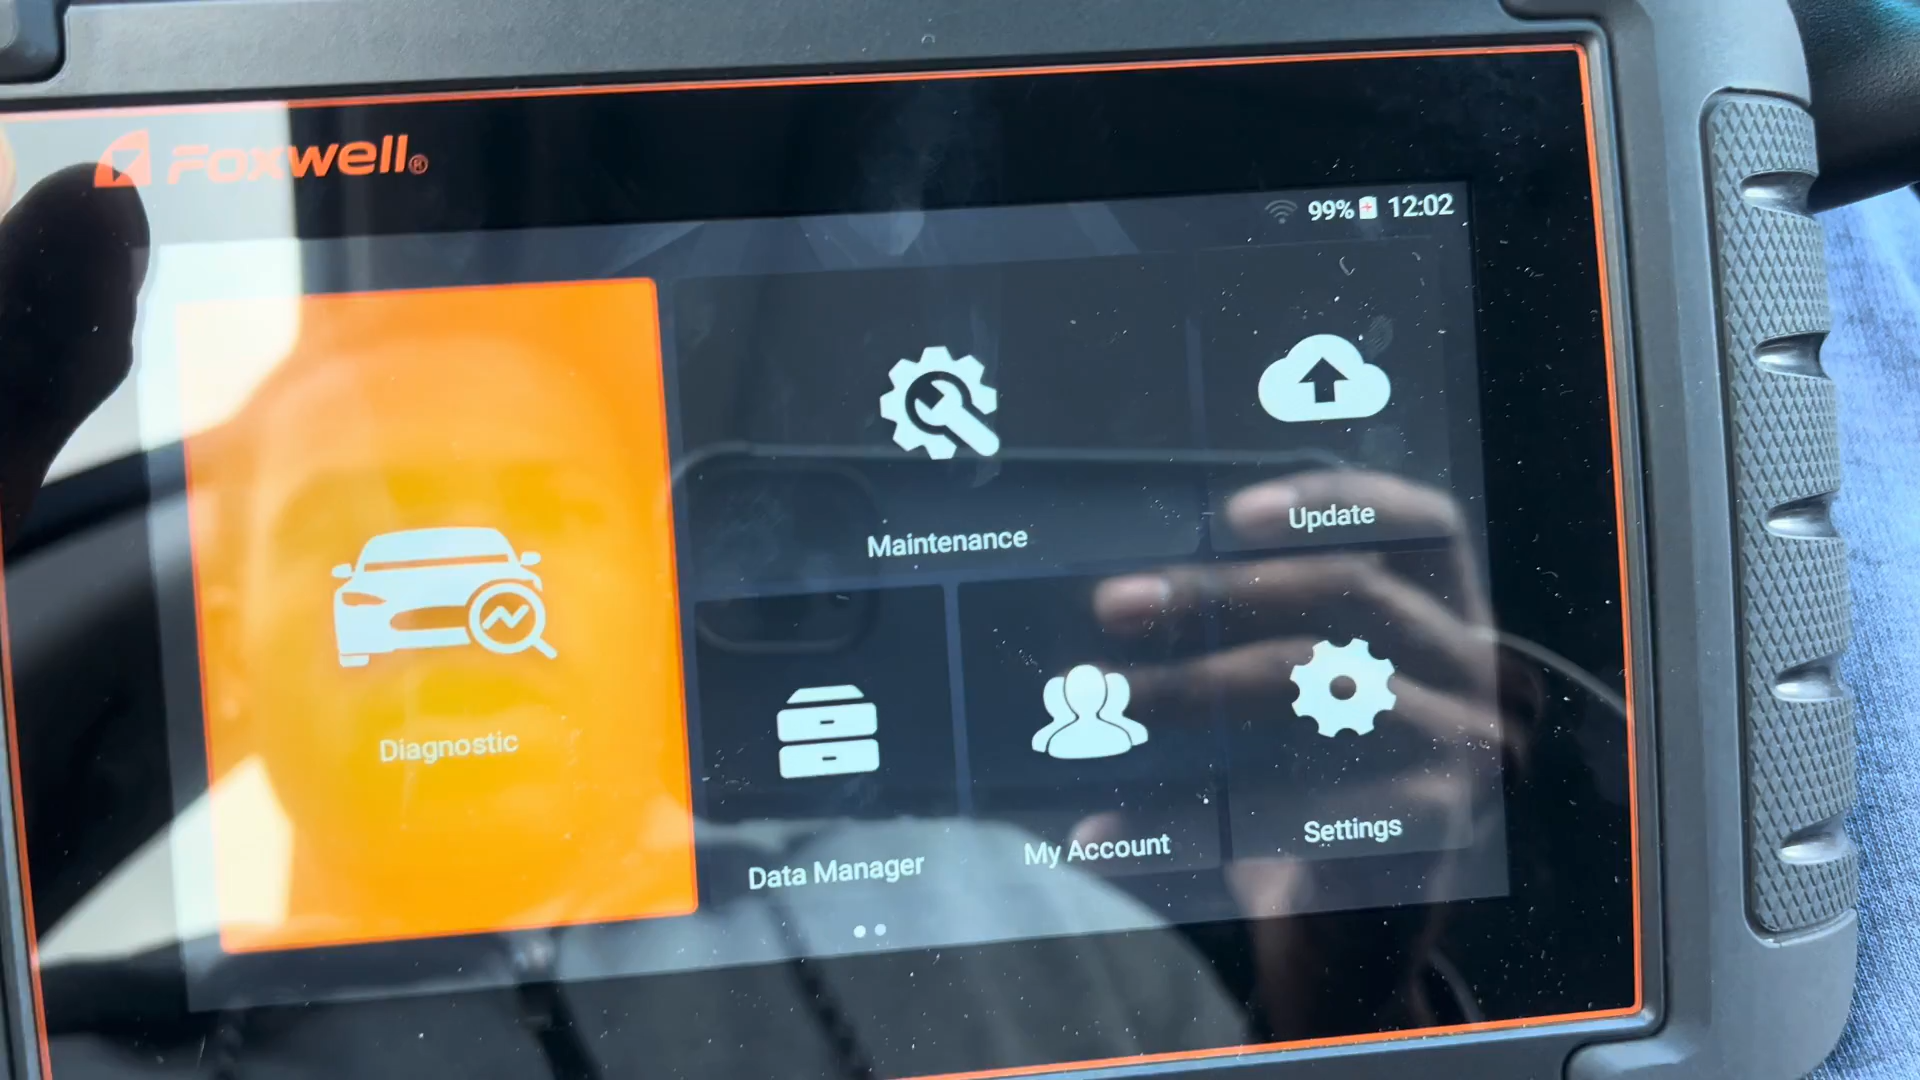 Foxwell®
99% 12:02
Maintenance
Update
Diagnostic
Data Manager
My Account
Settings